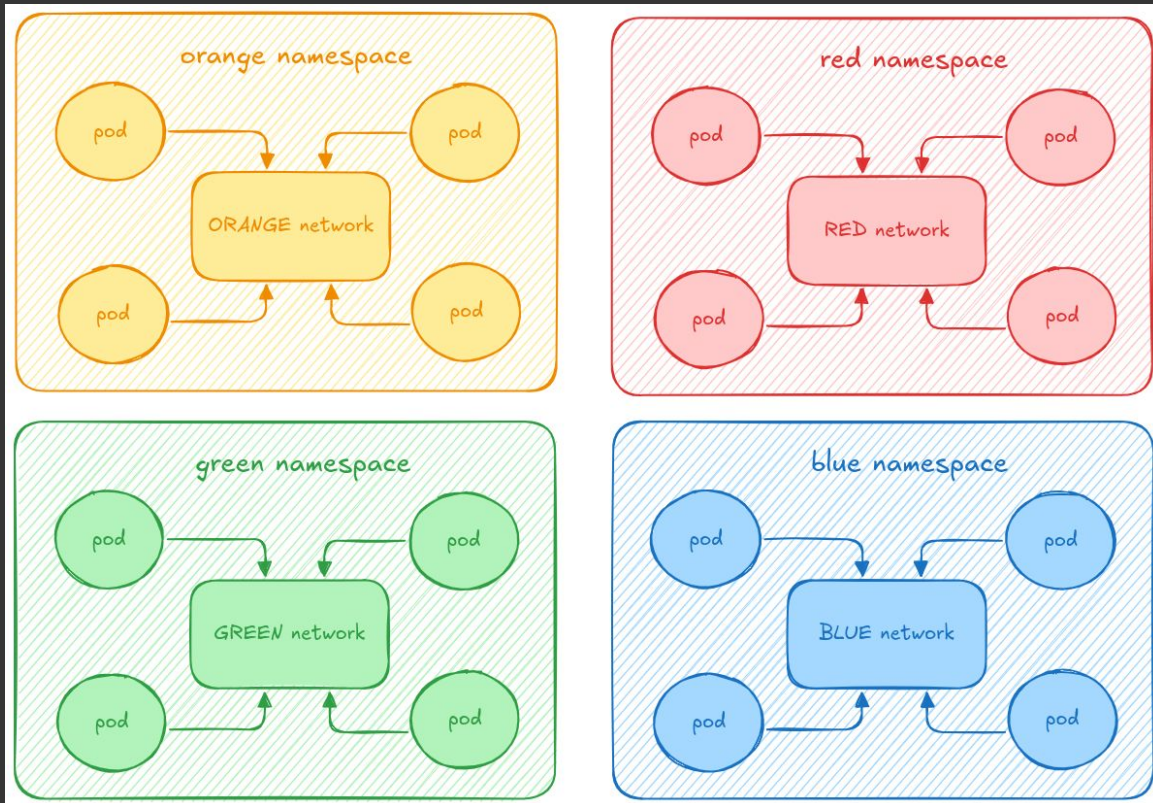 orange namespace
pod
pod
ORANGE network
pod
pod
red namespace
pod
pod
RED network
pod
pod
green namespace
pod
pod
GREEN network
pod
pod
blue namespace
pod
pod
BLUE network
pod
pod